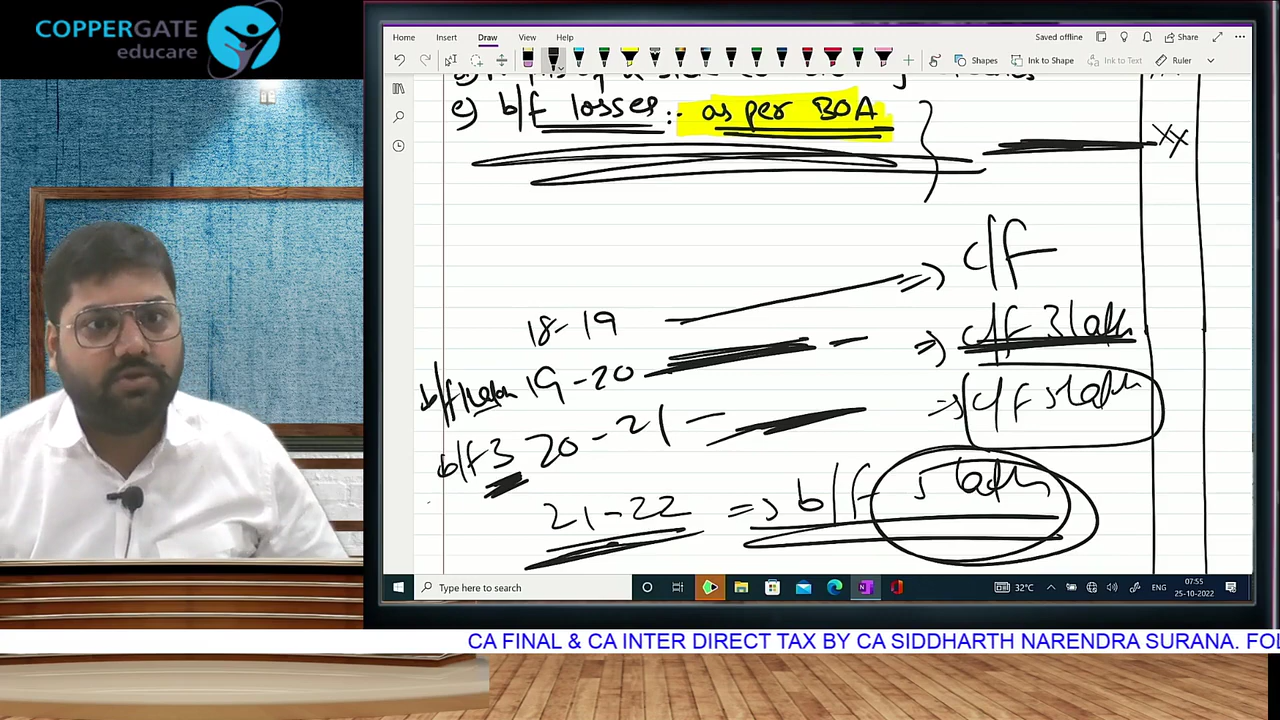 COPPERGATE
educare
Home Insert Draw View Help Saved offline Share
Shapes Ink to Shape Ink to Text Ruler
e) b/f losses :- as per BOA
XX
18-19 => c/f
b/f 19-20 - => c/f 3 lakh
b/f 3 20-21 - => c/f 5 lakh
21-22 => b/f 5 lakh
Type here to search 32°C ENG 07:55
25-10-2022
CA FINAL & CA INTER DIRECT TAX BY CA SIDDHARTH NARENDRA SURANA. FOL